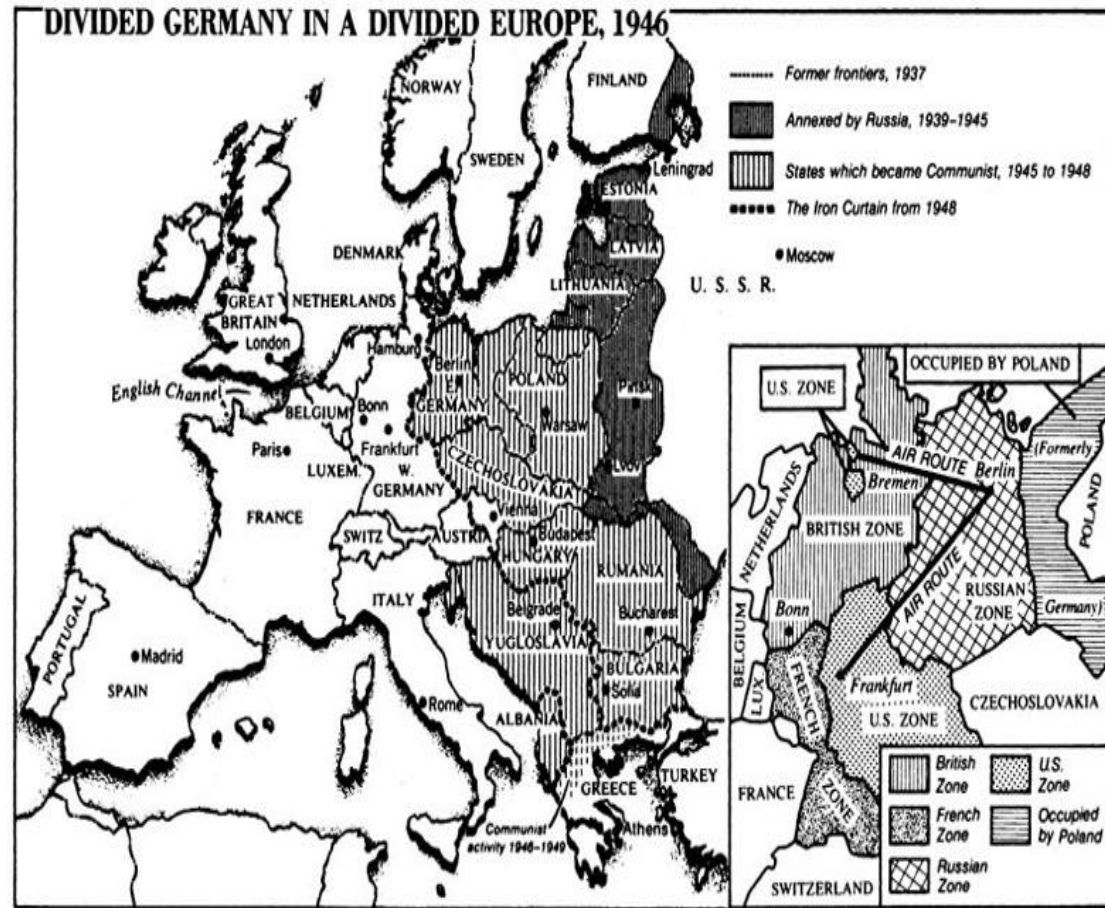 DIVIDED GERMANY IN A DIVIDED EUROPE, 1946
Former frontiers, 1937
Annexed by Russia, 1939–1945
States which became Communist, 1945 to 1948
The Iron Curtain from 1948
NORWAY
FINLAND
SWEDEN
Leningrad
ESTONIA
LATVIA
LITHUANIA
Moscow
U. S. S. R.
DENMARK
GREAT
BRITAIN
London
NETHERLANDS
Hamburg
Berlin
E.
GERMANY
POLAND
Warsaw
Pinsk
Lvov
English Channel
BELGIUM
Bonn
Frankfurt
W.
GERMANY
LUXEM.
Paris
FRANCE
CZECHOSLOVAKIA
Vienna
Budapest
SWITZ
AUSTRIA
HUNGARY
RUMANIA
ITALY
Belgrade
Bucharest
YUGLOSLAVIA
BULGARIA
Sofia
PORTUGAL
Madrid
SPAIN
Rome
ALBANIA
GREECE
TURKEY
Athens
Communist
activity 1946–1949
OCCUPIED BY POLAND
U.S. ZONE
AIR ROUTE
Berlin
(Formerly
Bremen
NETHERLANDS
BRITISH ZONE
POLAND
AIR ROUTE
RUSSIAN
ZONE
Germany)
Bonn
BELGIUM
LUX
FRENCH
ZONE
Frankfurt
U.S. ZONE
CZECHOSLOVAKIA
FRANCE
SWITZERLAND
British
Zone
U.S.
Zone
French
Zone
Occupied
by Poland
Russian
Zone